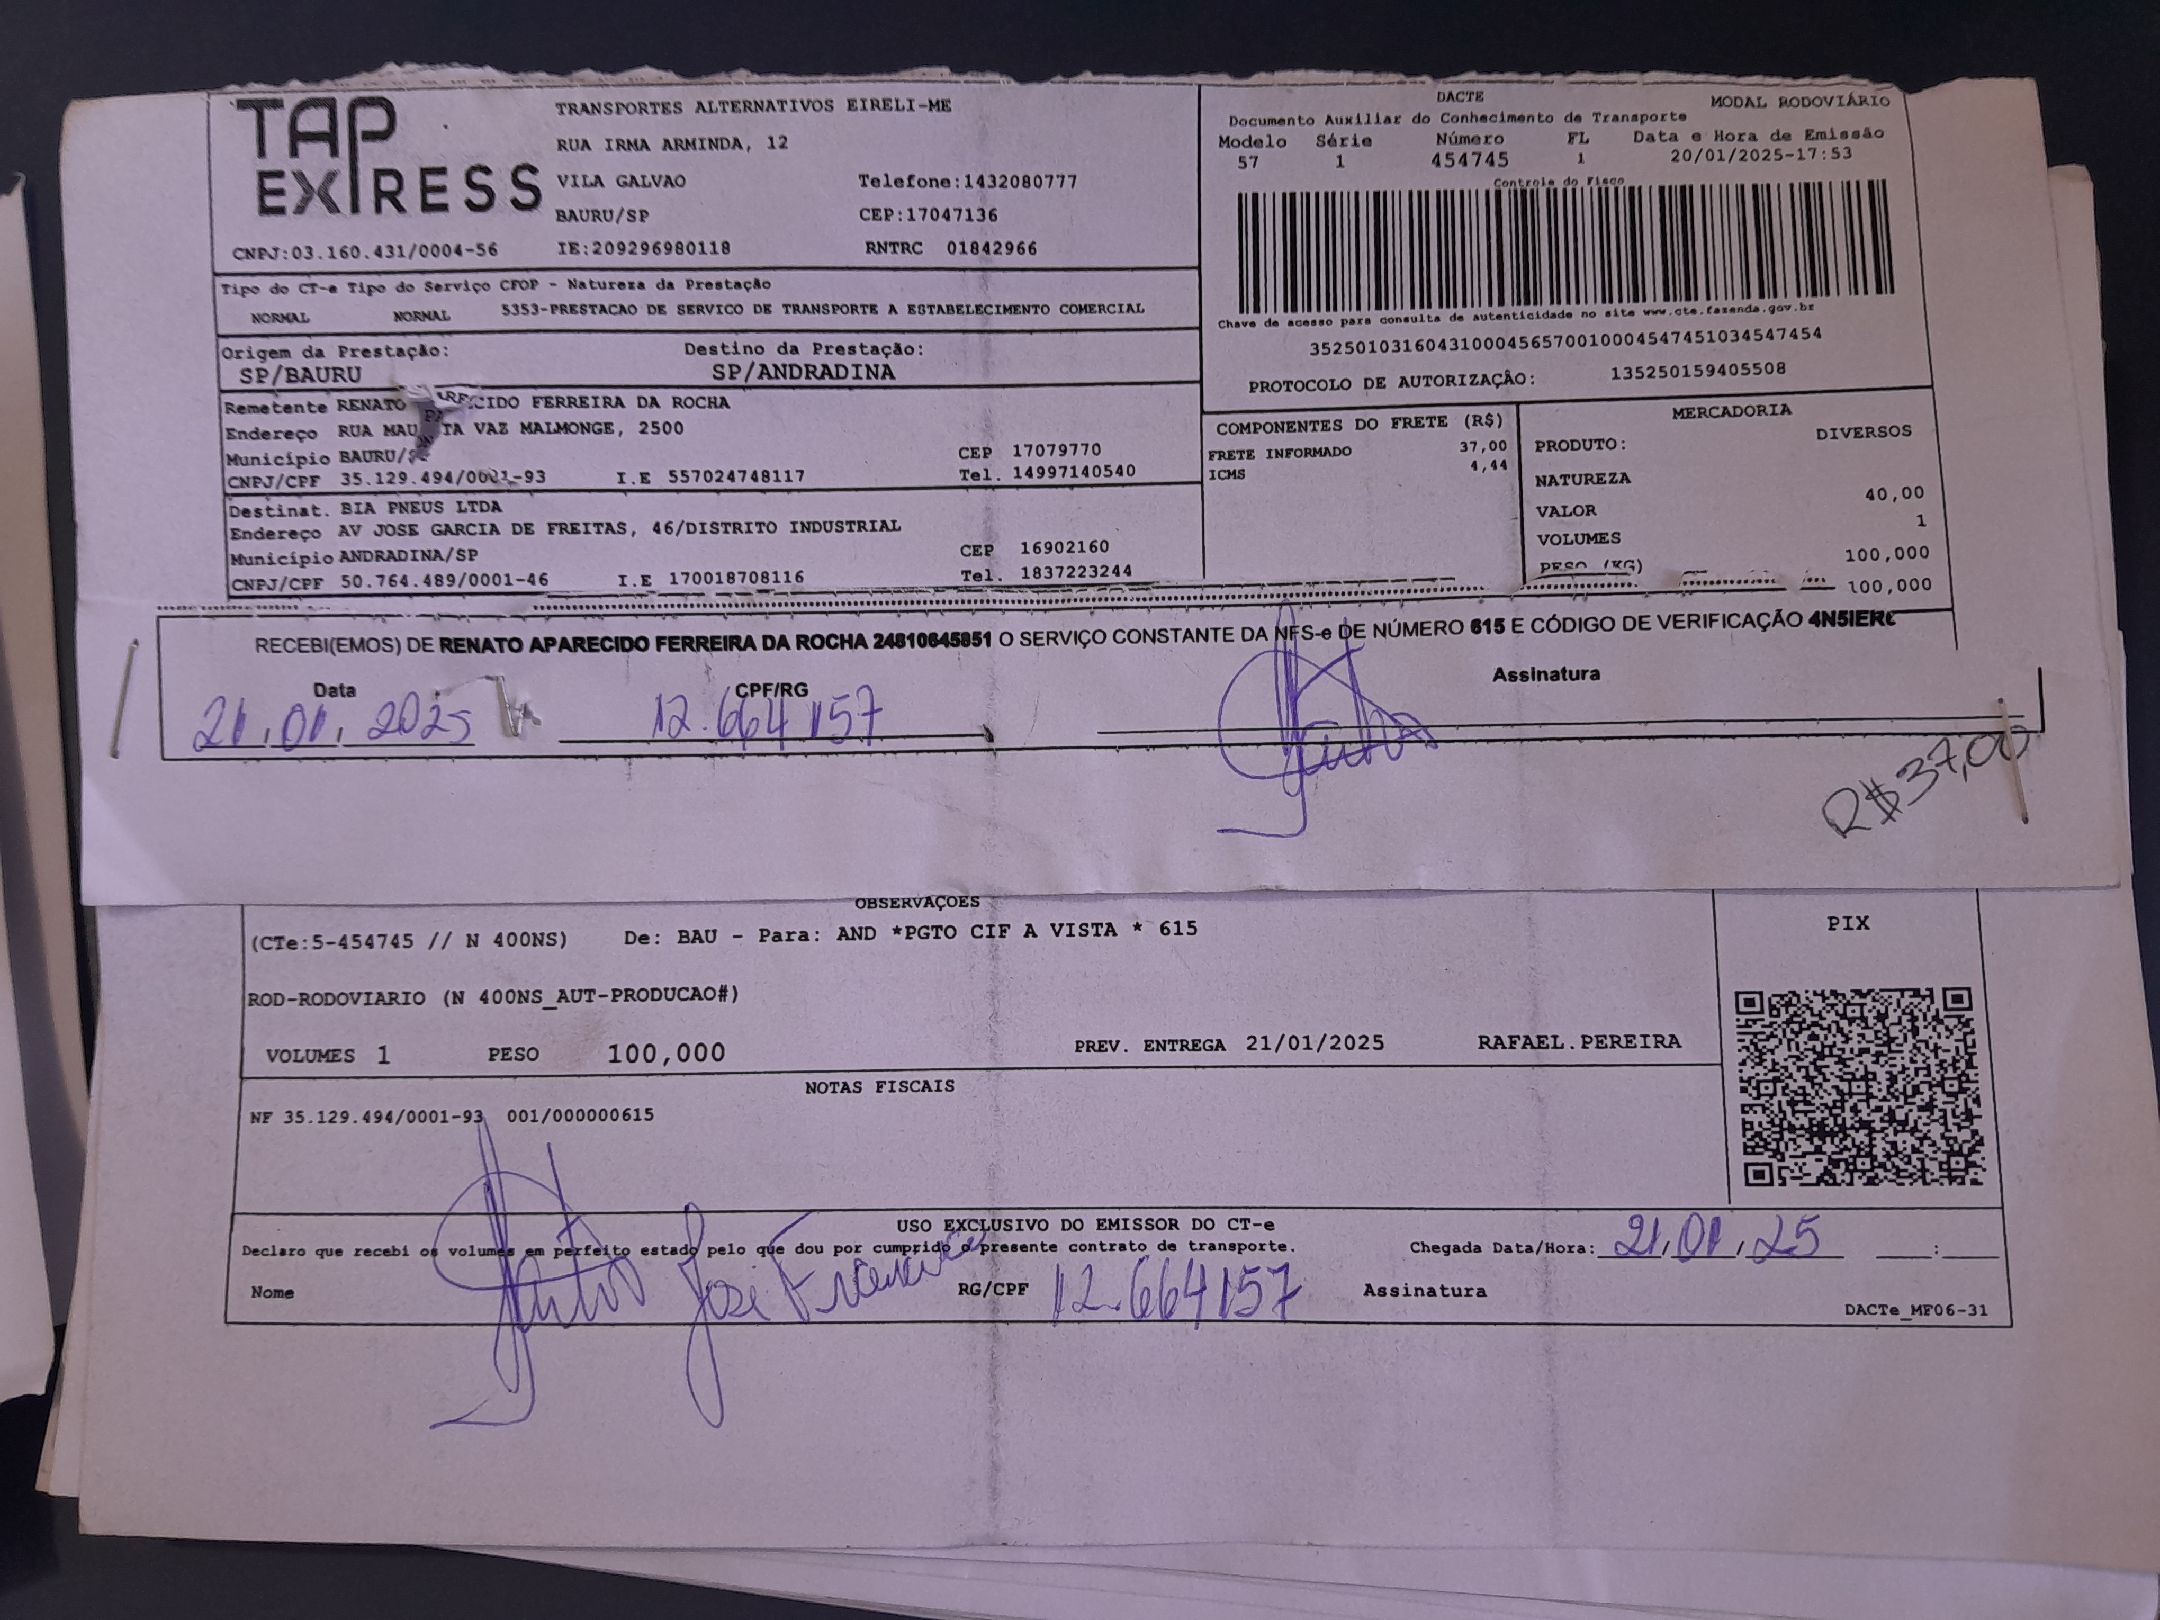 TAP EXPRESS
TRANSPORTES ALTERNATIVOS EIRELI-ME
RUA IRMA ARMINDA, 12
VILA GALVAO Telefone:1432080777
BAURU/SP CEP:17047136
CNPJ:03.160.431/0004-56 IE:209296980118 RNTRC 01842966
DACTE MODAL RODOVIÁRIO
Documento Auxiliar do Conhecimento de Transporte
Modelo Série Número FL Data e Hora de Emissão
57 1 454745 1 20/01/2025-17:53
Controle do Fisco
Chave de acesso para consulta de autenticidade no site www.cte.fazenda.gov.br
35250103160431000456570010004547451034547454
PROTOCOLO DE AUTORIZAÇÃO: 135250159405508
Tipo do CT-e Tipo do Serviço CFOP - Natureza da Prestação
NORMAL NORMAL 5353-PRESTACAO DE SERVICO DE TRANSPORTE A ESTABELECIMENTO COMERCIAL
Origem da Prestação: Destino da Prestação:
SP/BAURU SP/ANDRADINA
Remetente RENATO FERREIRA DA ROCHA
Endereço RUA VAZ MALMONGE, 2500
Município BAURU/ CEP 17079770
CNPJ/CPF 35.129.494/0001-93 I.E 557024748117 Tel. 14997140540
Destinat. BIA PNEUS LTDA
Endereço AV JOSE GARCIA DE FREITAS, 46/DISTRITO INDUSTRIAL
Município ANDRADINA/SP CEP 16902160
CNPJ/CPF 50.764.489/0001-46 I.E 170018708116 Tel. 1837223244
COMPONENTES DO FRETE (R$)
FRETE INFORMADO 37,00
ICMS 4,44
MERCADORIA
PRODUTO: DIVERSOS
NATUREZA
VALOR 40,00
VOLUMES 1
PESO (KG) 100,000
100,000
RECEBI(EMOS) DE RENATO APARECIDO FERREIRA DA ROCHA 24810645851 O SERVIÇO CONSTANTE DA NFS-e DE NÚMERO 615 E CÓDIGO DE VERIFICAÇÃO
Data CPF/RG Assinatura
21.01.2025 12.664157
R$37,00
OBSERVAÇOES
(CTe:5-454745 // N 400NS) De: BAU - Para: AND *PGTO CIF A VISTA * 615
PIX
ROD-RODOVIARIO (N 400NS_AUT-PRODUCAO#)
VOLUMES 1 PESO 100,000 PREV. ENTREGA 21/01/2025 RAFAEL.PEREIRA
NOTAS FISCAIS
NF 35.129.494/0001-93 001/000000615
USO EXCLUSIVO DO EMISSOR DO CT-e
Declaro que recebi os volumes em perfeito estado pelo que dou por cumprido o presente contrato de transporte. Chegada Data/Hora: 21.01.25 :
Nome José RG/CPF 12.664157 Assinatura
DACTe_MF06-31